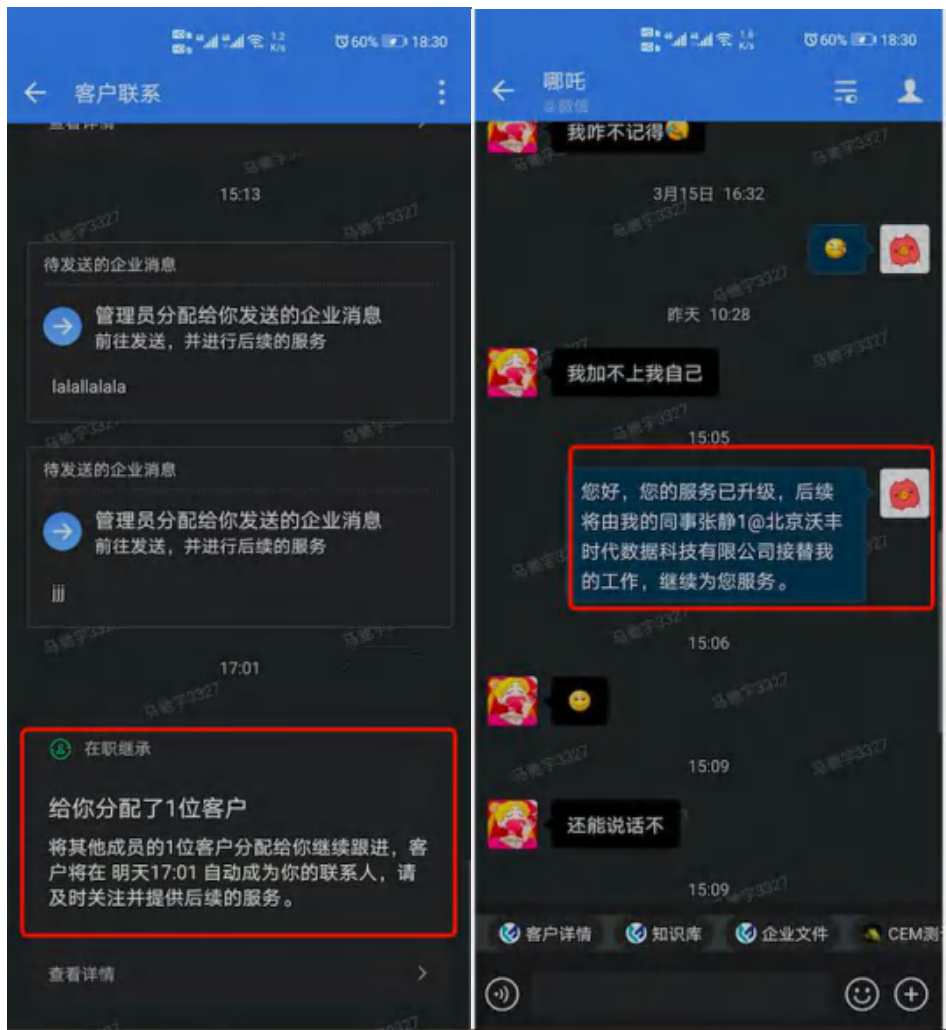 1.2
K/s
60%
18:30
客户联系
查看详情
15:13
待发送的企业消息
管理员分配给你发送的企业消息
前往发送，并进行后续的服务
lalallalala
待发送的企业消息
管理员分配给你发送的企业消息
前往发送，并进行后续的服务
jjj
17:01
在职继承
给你分配了1位客户
将其他成员的1位客户分配给你继续跟进，客
户将在 明天17:01 自动成为你的联系人，请
及时关注并提供后续的服务。
查看详情
1.6
K/s
60%
18:30
哪吒
@微信
我咋不记得
3月15日 16:32
昨天 10:28
我加不上我自己
15:05
您好，您的服务已升级，后续
将由我的同事张静1@北京沃丰
时代数据科技有限公司接替我
的工作，继续为您服务。
15:06
15:09
还能说话不
15:09
客户详情
知识库
企业文件
CEM测